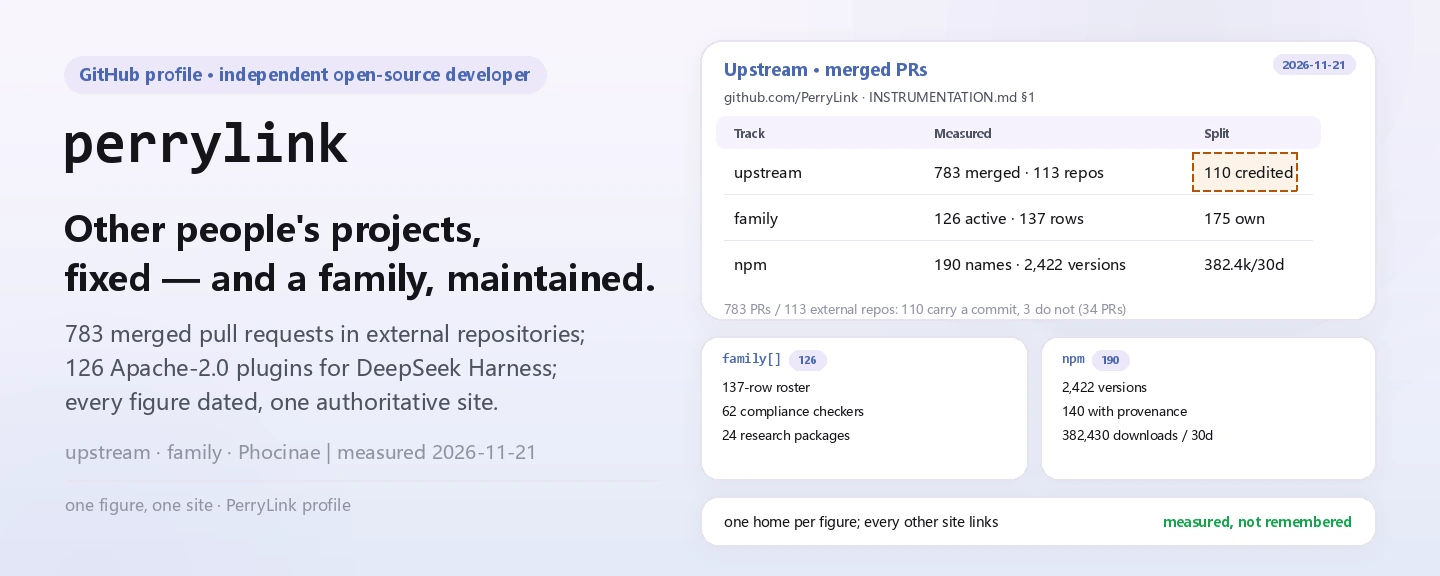 GitHub profile • independent open-source developer
perrylink
Other people's projects,
fixed — and a family, maintained.
783 merged pull requests in external repositories;
126 Apache-2.0 plugins for DeepSeek Harness;
every figure dated, one authoritative site.
upstream · family · Phocinae | measured 2026-11-21
one figure, one site · PerryLink profile
Upstream • merged PRs
2026-11-21
github.com/PerryLink · INSTRUMENTATION.md §1
Track Measured Split
upstream 783 merged · 113 repos 110 credited
family 126 active · 137 rows 175 own
npm 190 names · 2,422 versions 382.4k/30d
783 PRs / 113 external repos: 110 carry a commit, 3 do not (34 PRs)
family[] 126
137-row roster
62 compliance checkers
24 research packages
npm 190
2,422 versions
140 with provenance
382,430 downloads / 30d
one home per figure; every other site links
measured, not remembered